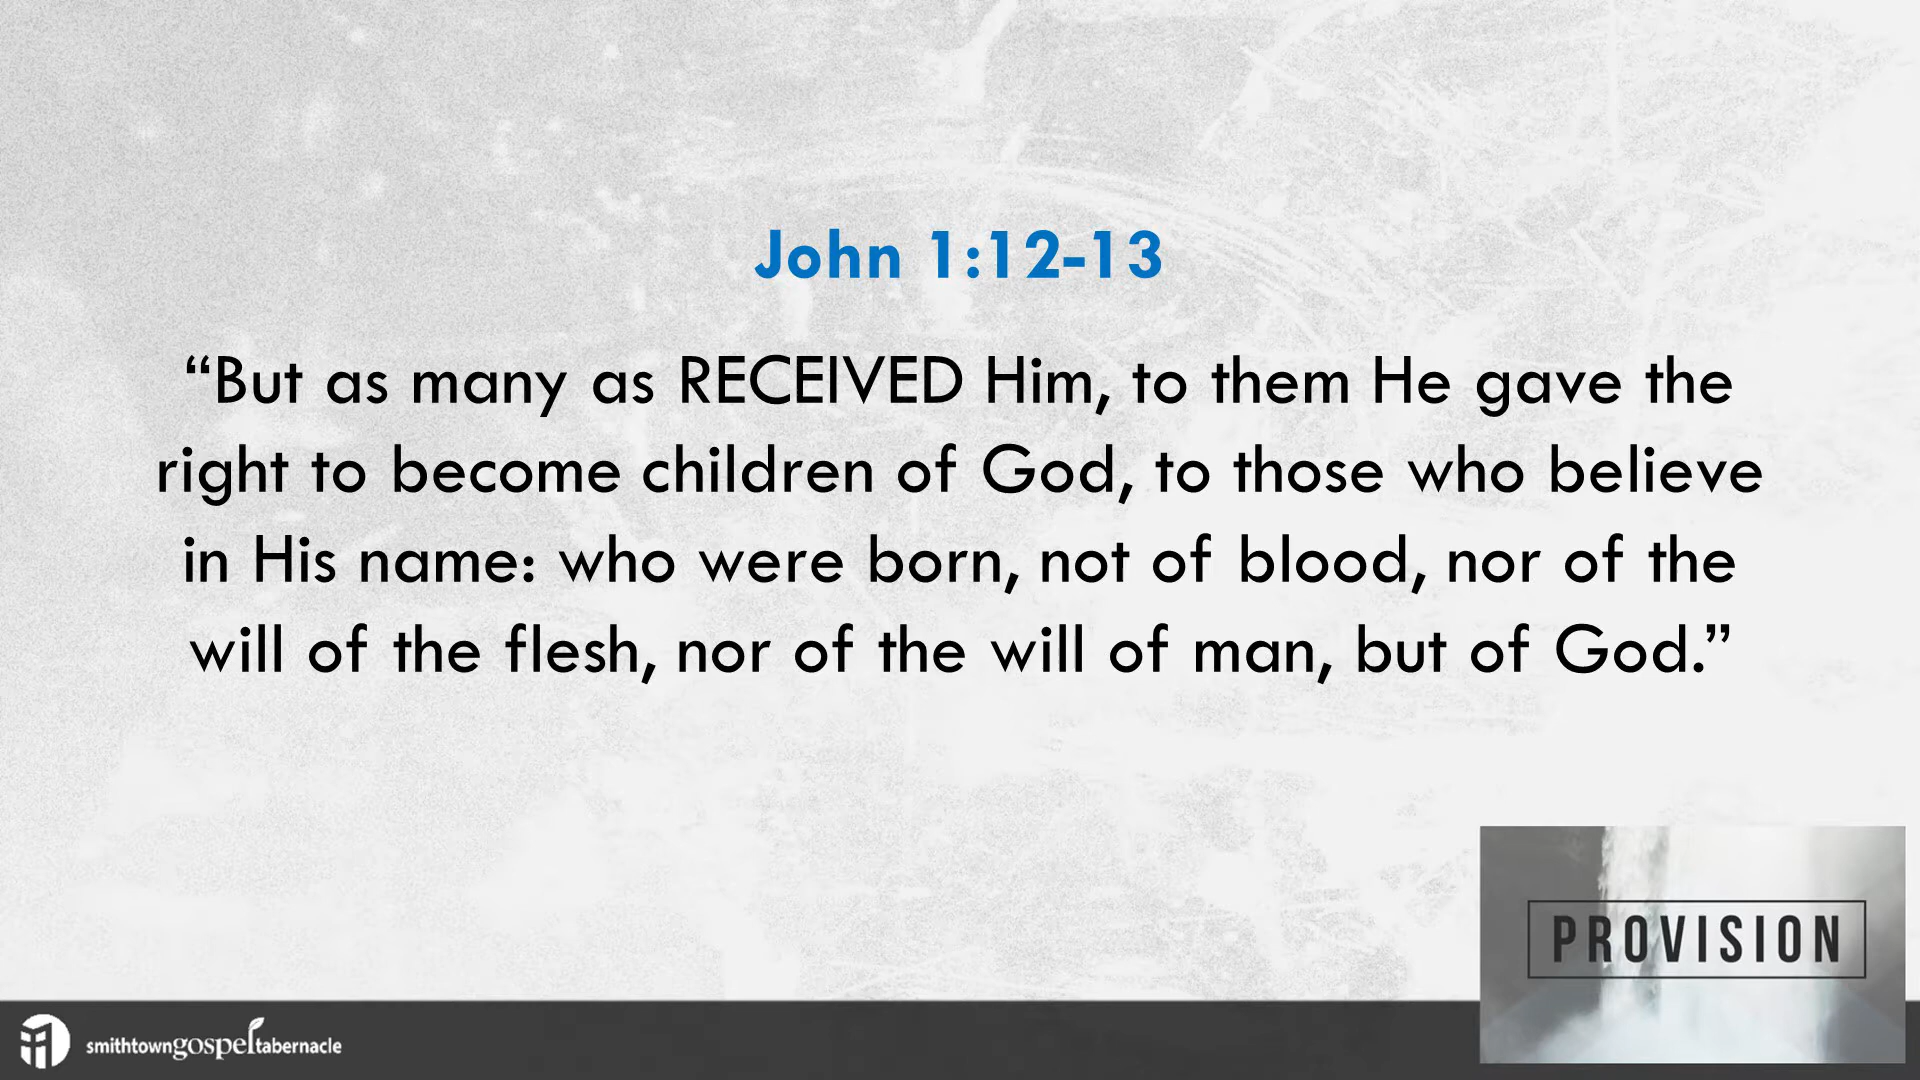 John 1:12-13
“But as many as RECEIVED Him, to them He gave the
right to become children of God, to those who believe
in His name: who were born, not of blood, nor of the
will of the flesh, nor of the will of man, but of God.”
PROVISION
smithtowngospeltabernacle